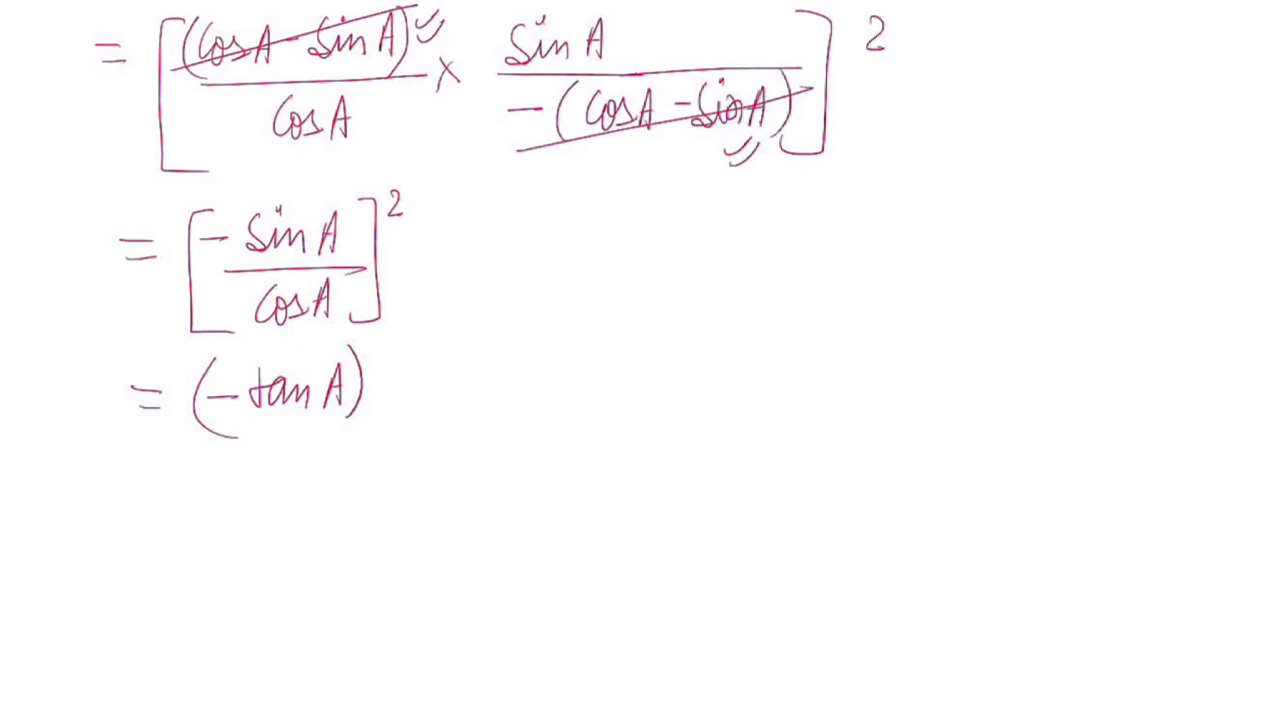 = [(cosA - sinA)/cosA × sinA/-(cosA - sinA)]²
= [-sinA/cosA]²
= (-tanA)